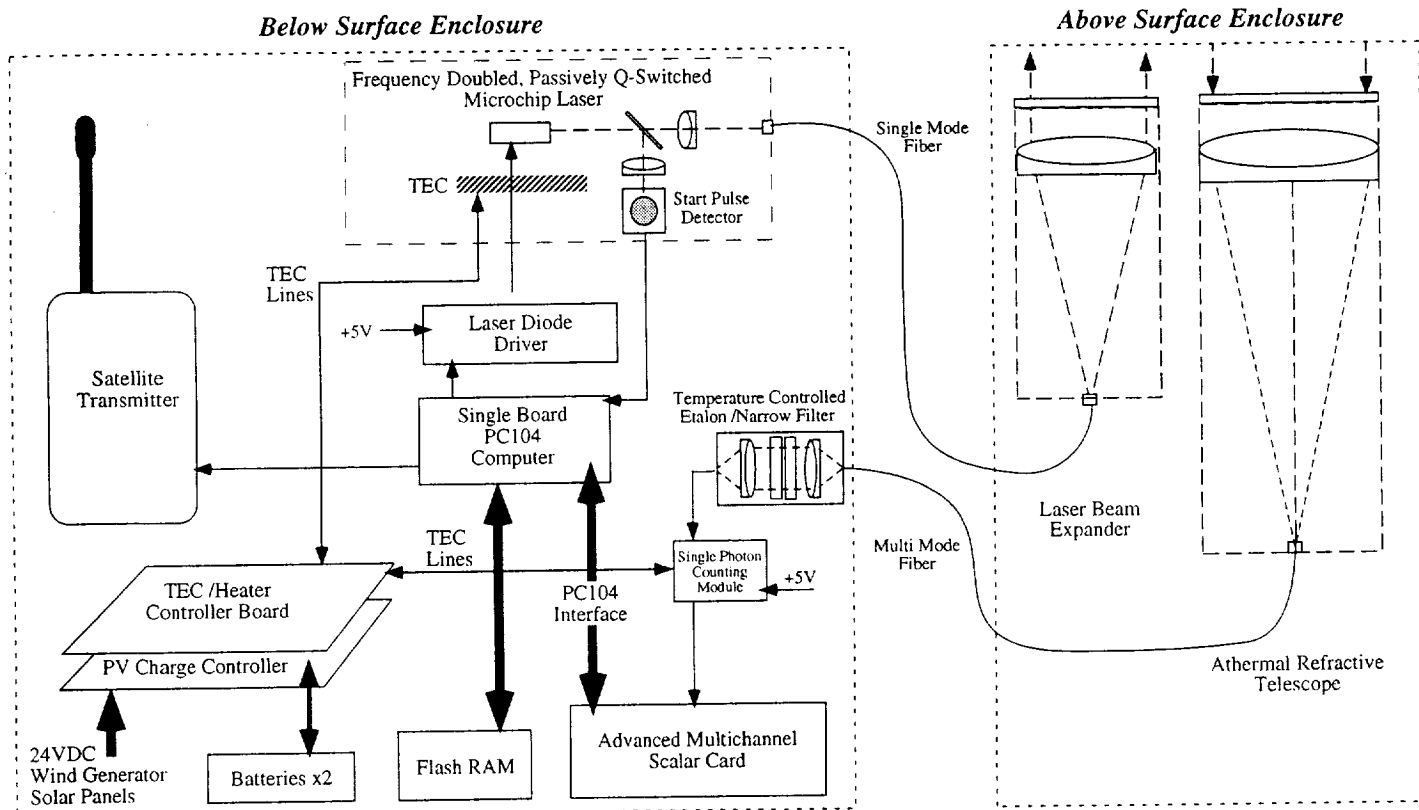 Below Surface Enclosure
Above Surface Enclosure
Frequency Doubled, Passively Q-Switched
Microchip Laser
Single Mode
Fiber
TEC
Start Pulse
Detector
TEC
Lines
+5V
Laser Diode
Driver
Satellite
Transmitter
Single Board
PC104
Computer
Temperature Controlled
Etalon /Narrow Filter
Laser Beam
Expander
TEC
Lines
Single Photon
Counting
Module
+5V
Multi Mode
Fiber
TEC /Heater
Controller Board
PC104
Interface
PV Charge Controller
Athermal Refractive
Telescope
24VDC
Wind Generator
Solar Panels
Batteries x2
Flash RAM
Advanced Multichannel
Scalar Card